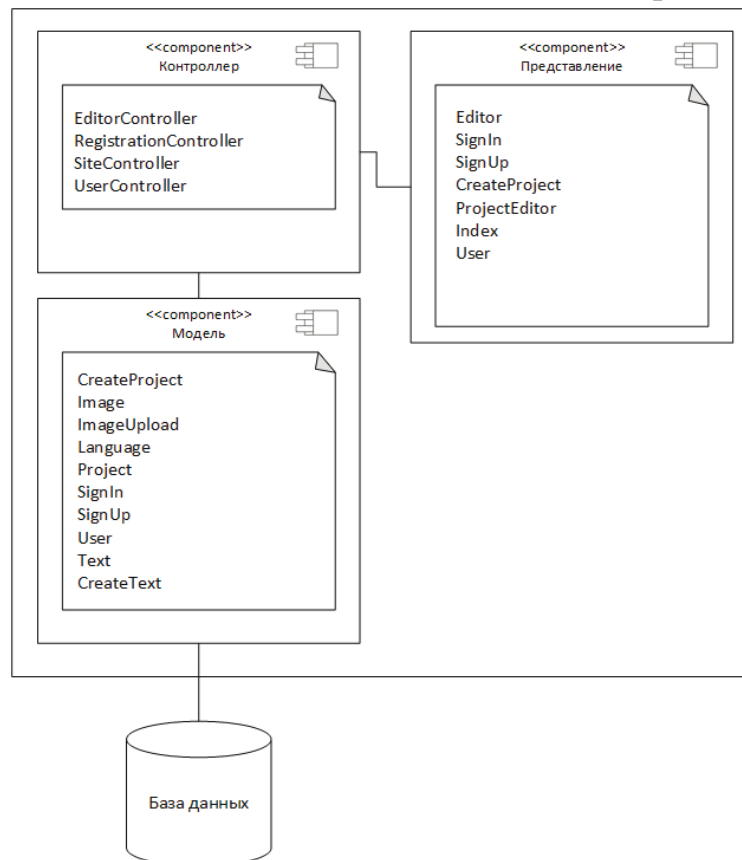 <<component>>
Контроллер
EditorController
RegistrationController
SiteController
UserController
<<component>>
Представление
Editor
SignIn
SignUp
CreateProject
ProjectEditor
Index
User
<<component>>
Модель
CreateProject
Image
ImageUpload
Language
Project
SignIn
SignUp
User
Text
CreateText
База данных